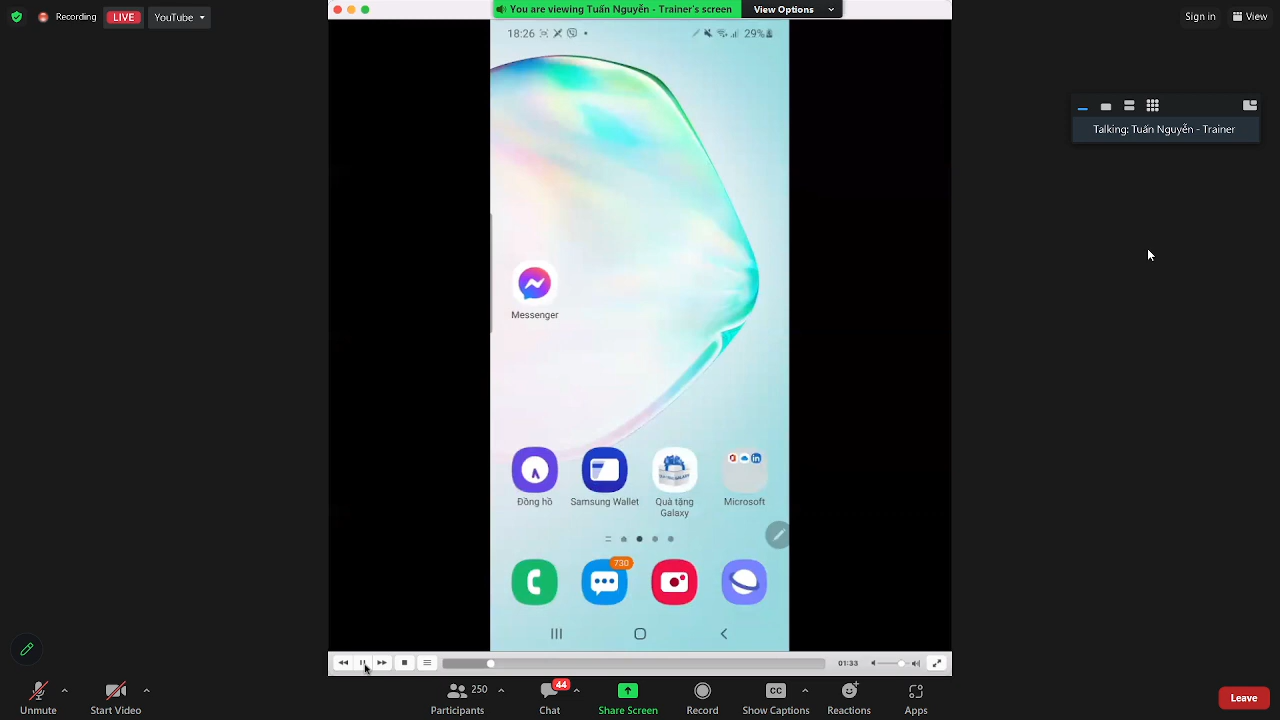 Recording
LIVE
YouTube
You are viewing Tuấn Nguyễn - Trainer's screen
View Options
Sign in
View
18:26
29%
Talking: Tuấn Nguyễn - Trainer
Messenger
Đồng hồ
Samsung Wallet
Quà tặng
Galaxy
Microsoft
730
01:33
Unmute
Start Video
250
Participants
44
Chat
Share Screen
Record
CC
Show Captions
Reactions
Apps
Leave